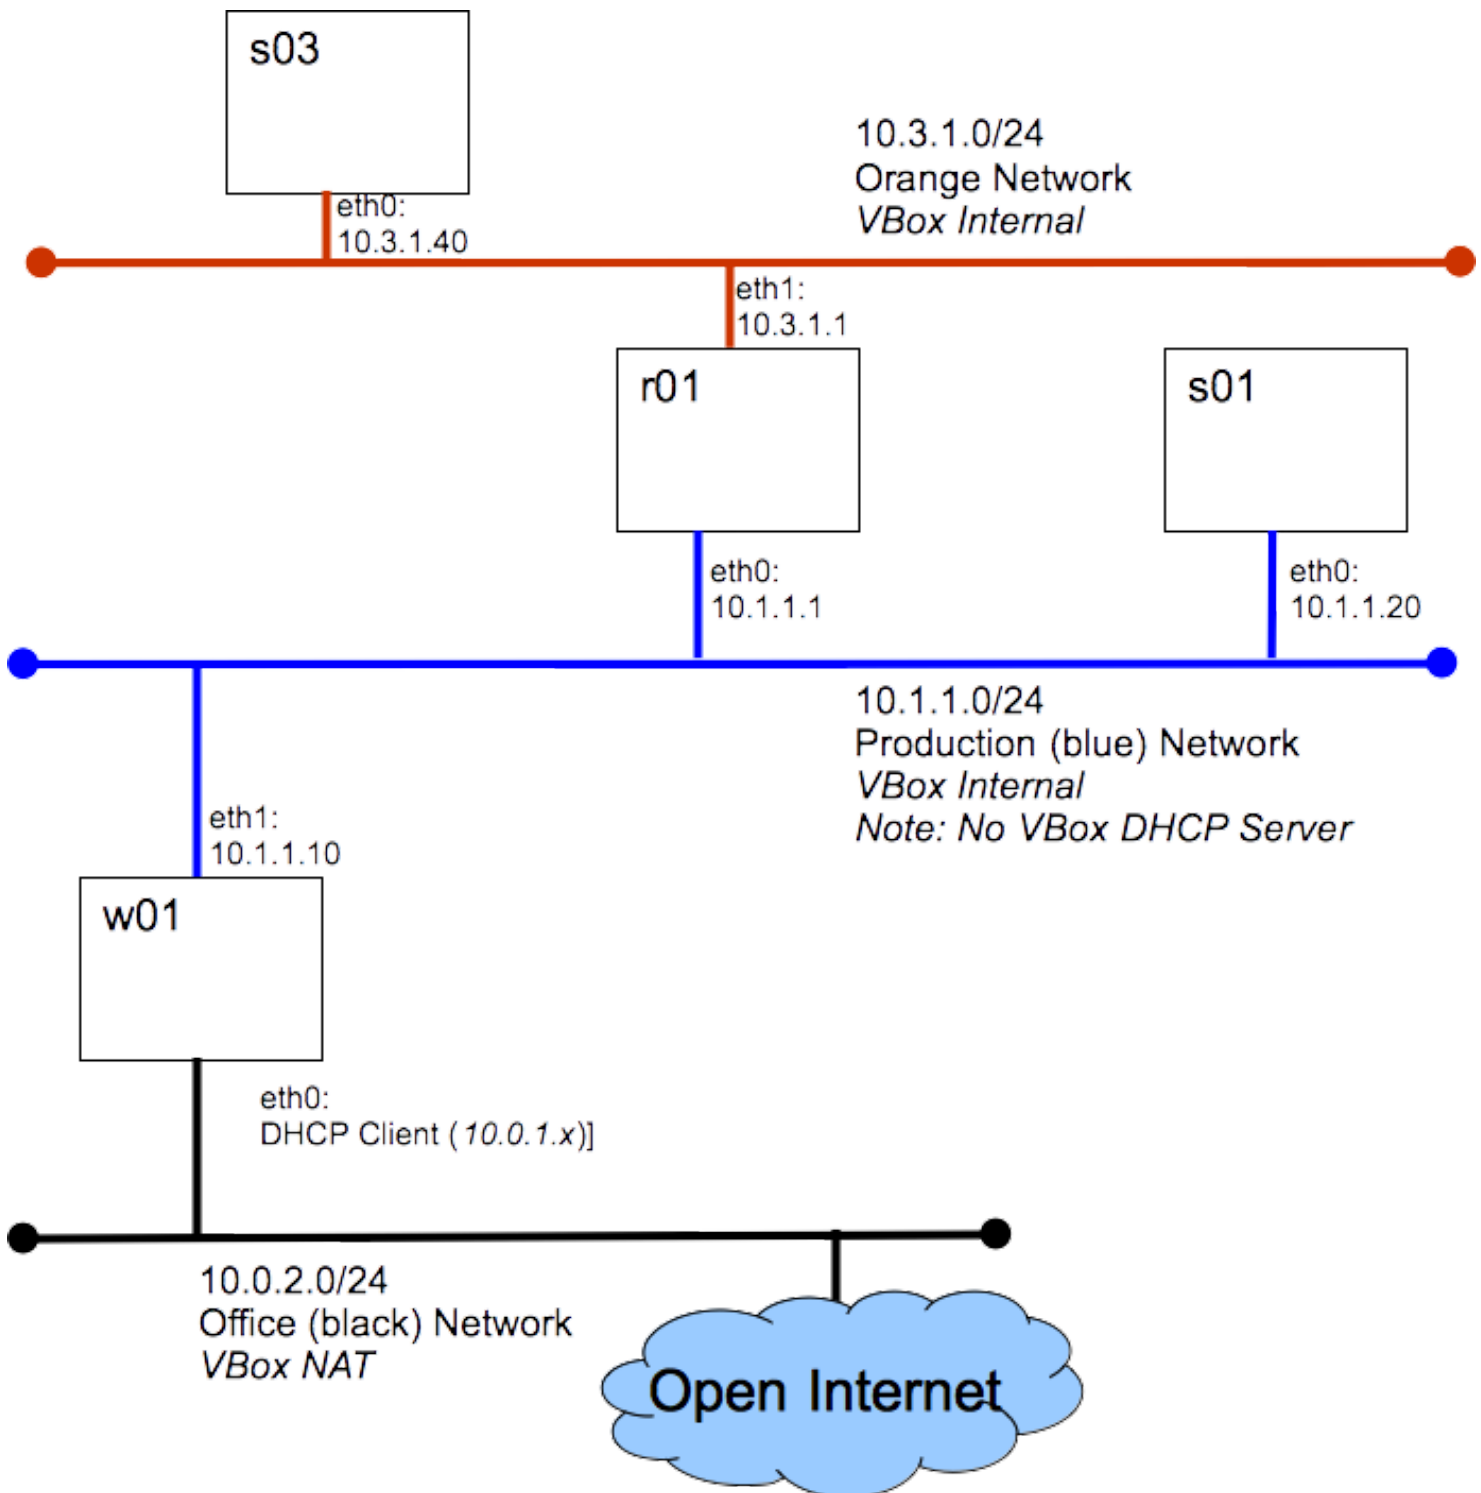 s03
10.3.1.0/24
Orange Network
VBox Internal
eth0:
10.3.1.40
eth1:
10.3.1.1
r01
s01
eth0:
10.1.1.1
eth0:
10.1.1.20
10.1.1.0/24
Production (blue) Network
VBox Internal
Note: No VBox DHCP Server
eth1:
10.1.1.10
w01
eth0:
DHCP Client (10.0.1.x)]
10.0.2.0/24
Office (black) Network
VBox NAT
Open Internet